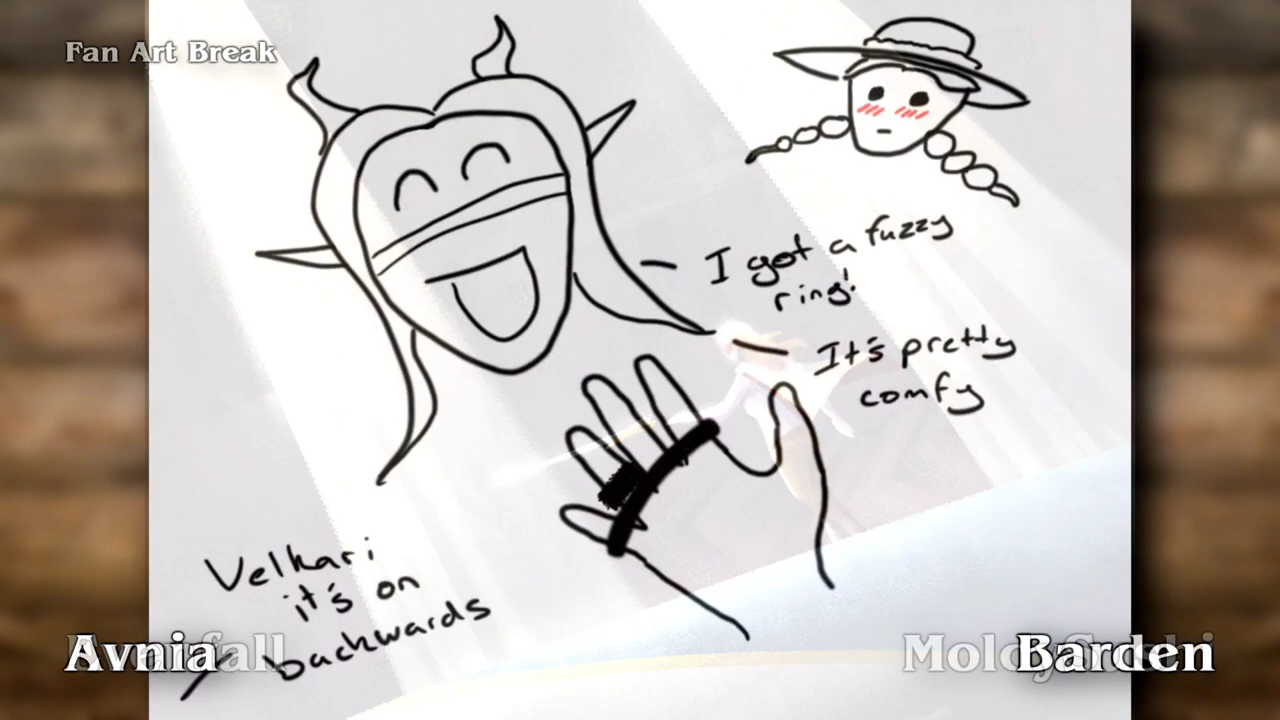 Fan Art Break
I got a fuzzy
ring!
It's pretty
comfy
Velkari
it's on
backwards
Avnia
Barden